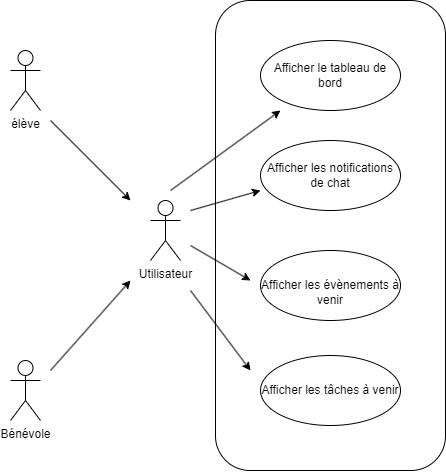 Afficher le tableau de
bord
élève
Afficher les notifications
de chat
Utilisateur
Afficher les évènements à
venir
Afficher les tâches à venir
Bénévole